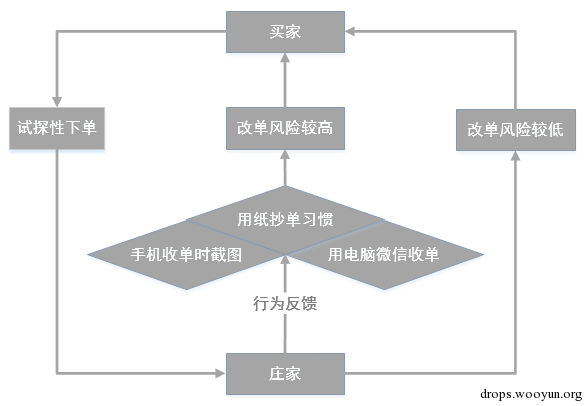 买家
试探性下单
改单风险较高
改单风险较低
用纸抄单习惯
手机收单时截图
用电脑微信收单
行为反馈
庄家
drops.wooyun.org